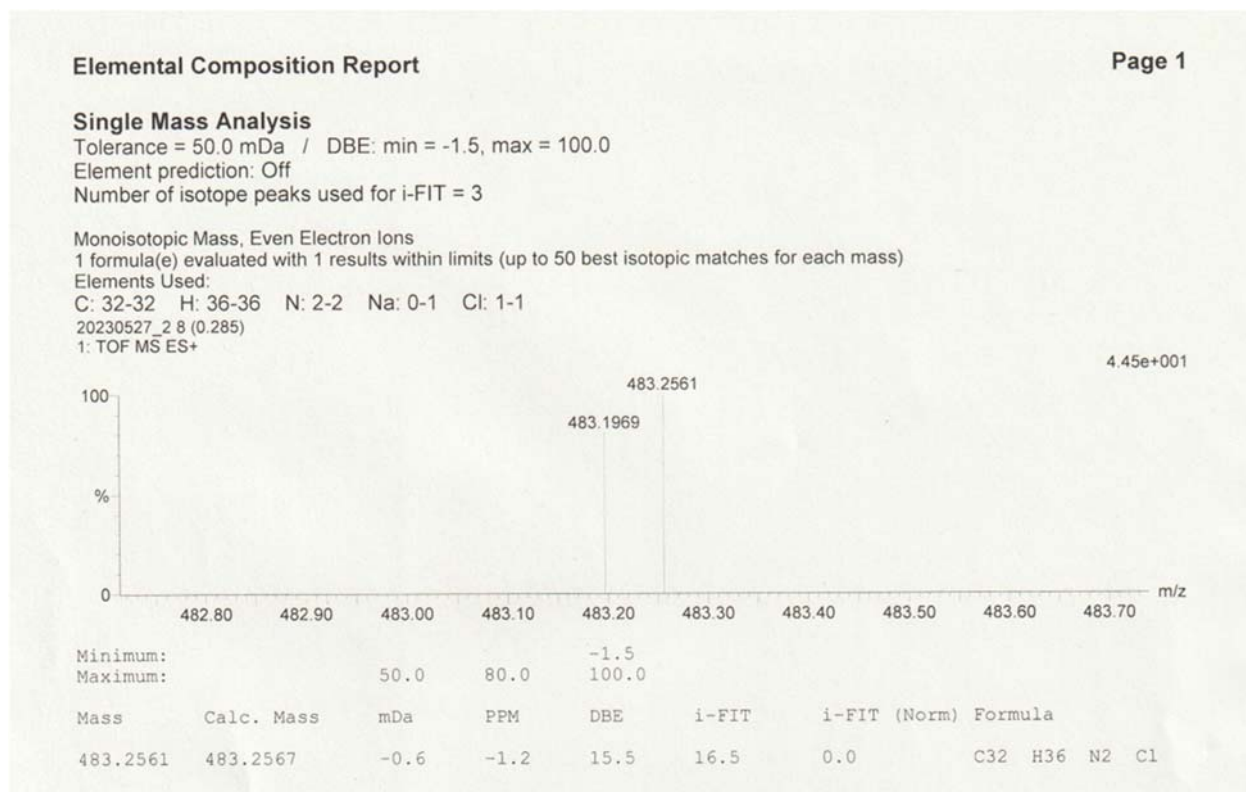 Elemental Composition Report Page 1
Single Mass Analysis
Tolerance = 50.0 mDa / DBE: min = -1.5, max = 100.0
Element prediction: Off
Number of isotope peaks used for i-FIT = 3
Monoisotopic Mass, Even Electron Ions
1 formula(e) evaluated with 1 results within limits (up to 50 best isotopic matches for each mass)
Elements Used:
C: 32-32 H: 36-36 N: 2-2 Na: 0-1 Cl: 1-1
20230527_2 8 (0.285)
1: TOF MS ES+
4.45e+001
483.2561
100
483.1969
%
0
m/z
482.80 482.90 483.00 483.10 483.20 483.30 483.40 483.50 483.60 483.70
Minimum: -1.5
Maximum: 50.0 80.0 100.0
Mass Calc. Mass mDa PPM DBE i-FIT i-FIT (Norm) Formula
483.2561 483.2567 -0.6 -1.2 15.5 16.5 0.0 C32 H36 N2 Cl